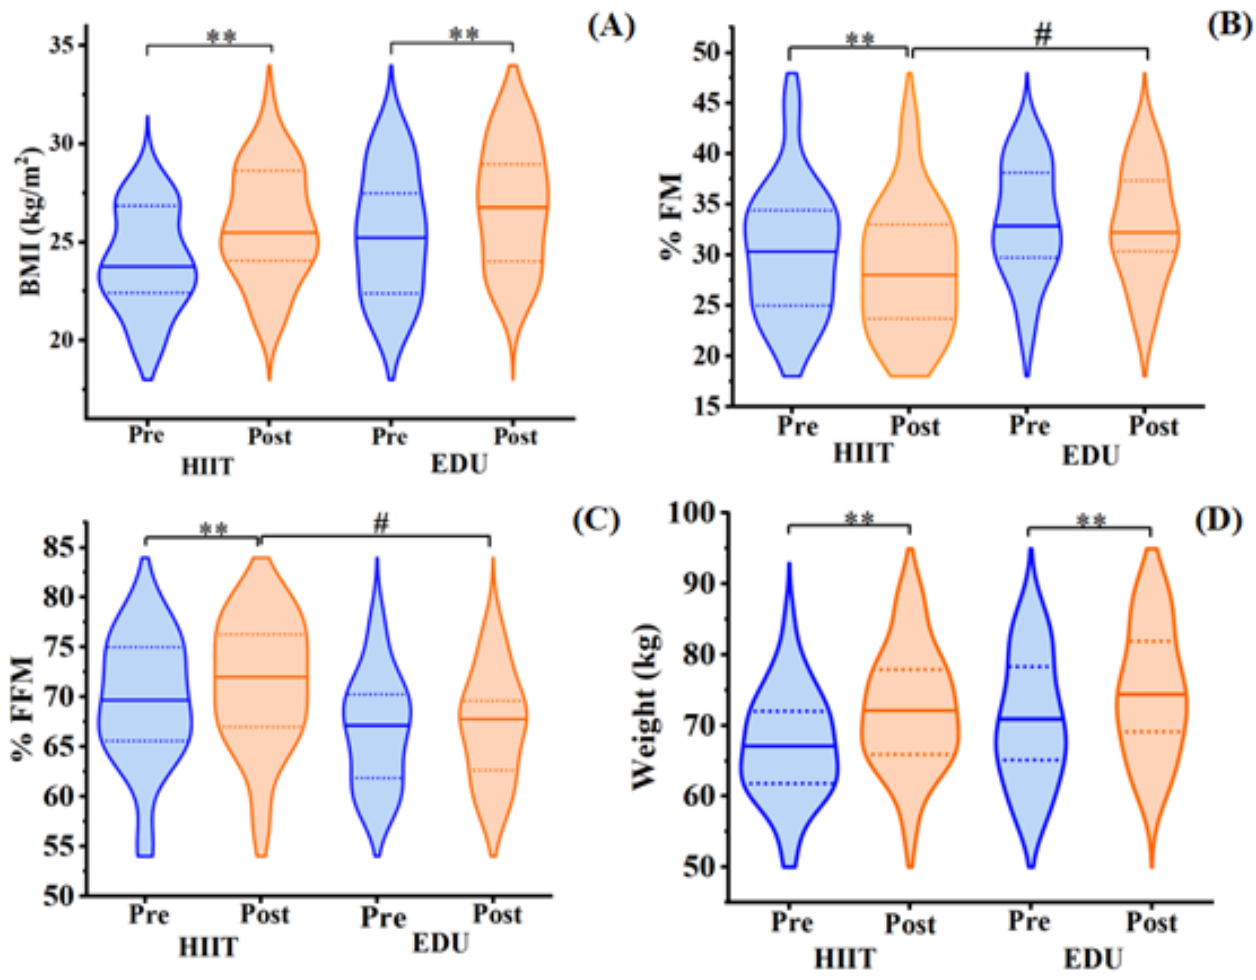 (A)
BMI (kg/m²)
35
30
25
20
**
**
Pre
Post
Pre
Post
HIIT
EDU
(B)
% FM
50
45
40
35
30
25
20
15
**
#
Pre
Post
Pre
Post
HIIT
EDU
(C)
% FFM
85
80
75
70
65
60
55
50
**
#
Pre
Post
Pre
Post
HIIT
EDU
(D)
Weight (kg)
100
90
80
70
60
50
**
**
Pre
Post
Pre
Post
HIIT
EDU